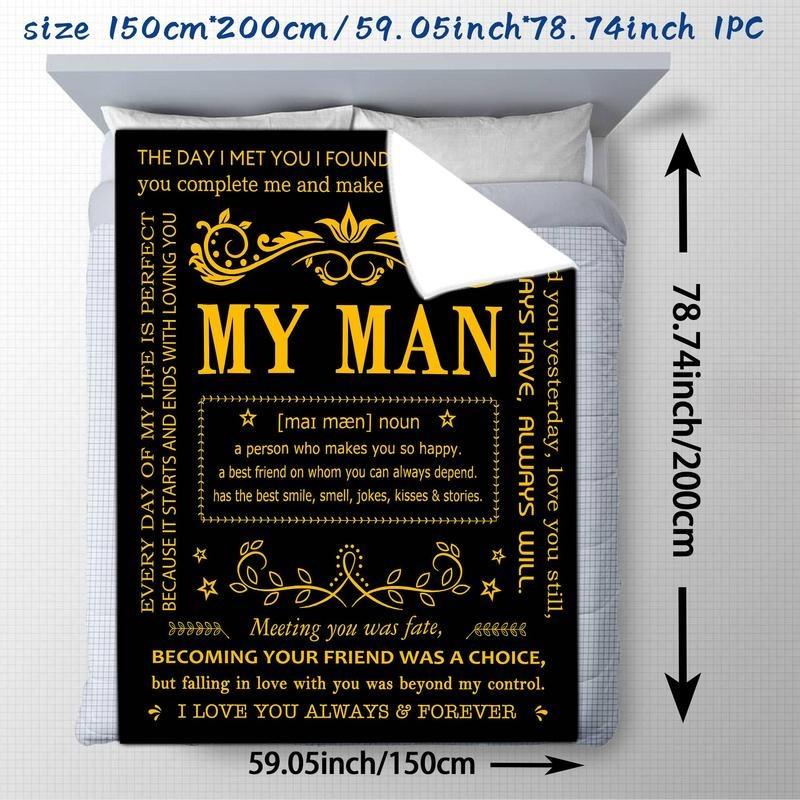 size 150cm*200cm/59.05inch*78.74inch 1PC
THE DAY I MET YOU I FOUND
you complete me and make
EVERY DAY OF MY LIFE IS PERFECT
BECAUSE IT STARTS AND ENDS WITH LOVING YOU
MY MAN
[maɪ mæn] noun
a person who makes you so happy.
a best friend on whom you can always depend.
has the best smile, smell, jokes, kisses & stories.
you yesterday, love you still,
HAVE, ALWAYS WILL.
Meeting you was fate,
BECOMING YOUR FRIEND WAS A CHOICE,
but falling in love with you was beyond my control.
I LOVE YOU ALWAYS & FOREVER
78.74inch/200cm
59.05inch/150cm